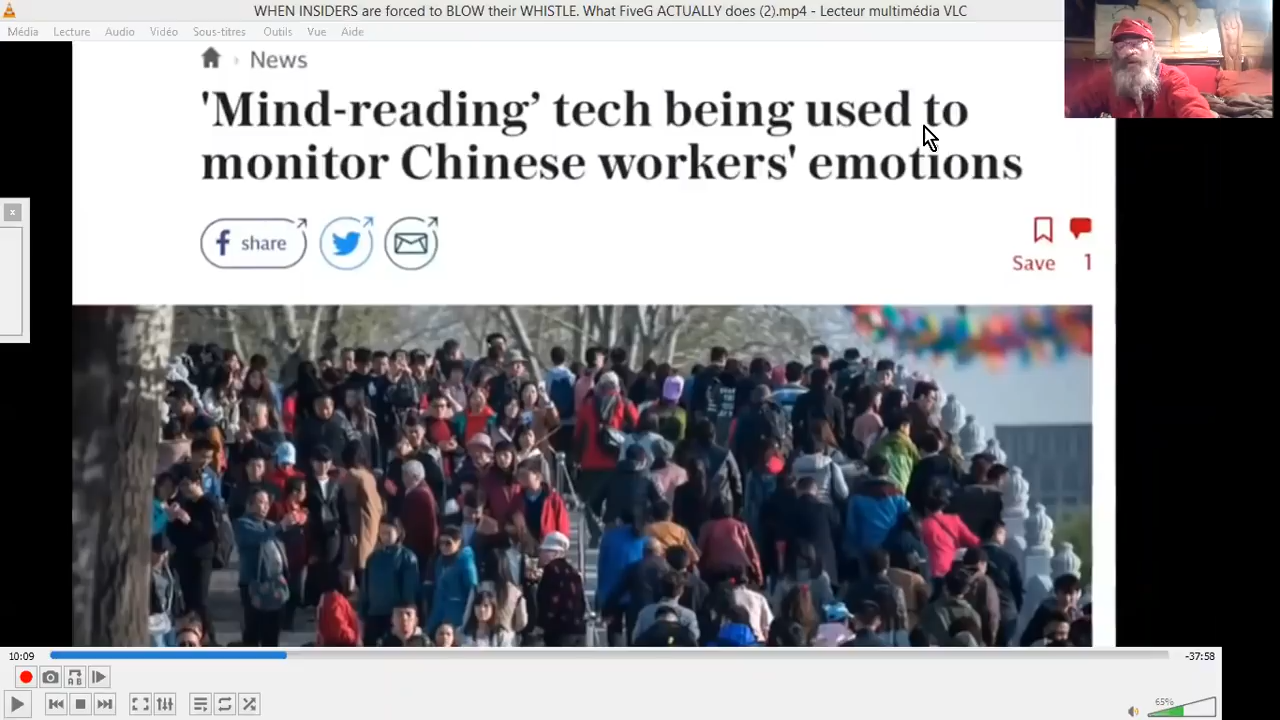 WHEN INSIDERS are forced to BLOW their WHISTLE. What FiveG ACTUALLY does (2).mp4 - Lecteur multimédia VLC
Média Lecture Audio Vidéo Sous-titres Outils Vue Aide
News
'Mind-reading’ tech being used to
monitor Chinese workers' emotions
f share
Save 1
x
10:09
-37:58
A B
65%